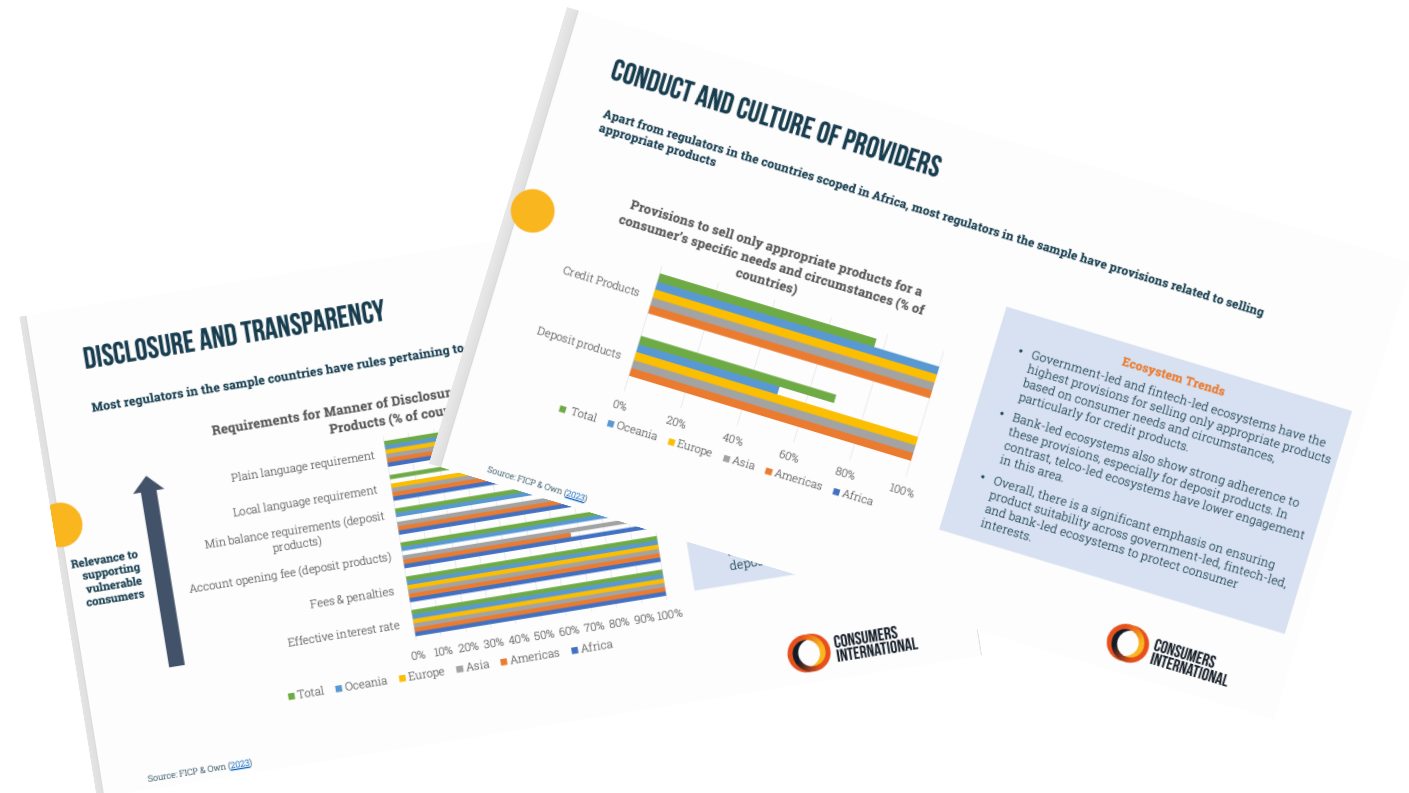 CONDUCT AND CULTURE OF PROVIDERS
Apart from regulators in the countries scoped in Africa, most regulators in the sample have provisions related to selling
appropriate products
Provisions to sell only appropriate products for a
consumer's specific needs and circumstances (% of
countries)
Credit Products
Deposit products
0% 20% 40% 60% 80% 100%
Total Oceania Europe Asia Americas Africa
Source: FICP & Own (2023)
Ecosystem Trends
• Government-led and fintech-led ecosystems have the
highest provisions for selling only appropriate products
based on consumer needs and circumstances,
particularly for credit products.
• Bank-led ecosystems also show strong adherence to
these provisions, especially for deposit products. In
contrast, telco-led ecosystems have lower engagement
in this area.
• Overall, there is a significant emphasis on ensuring
product suitability across government-led, fintech-led,
and bank-led ecosystems to protect consumer
interests.
CONSUMERS
INTERNATIONAL
DISCLOSURE AND TRANSPARENCY
Most regulators in the sample countries have rules pertaining to
Requirements for Manner of
Products (% of
Plain language requirement
Local language requirement
Min balance requirements (deposit
products)
Account opening fee (deposit products)
Fees & penalties
Effective interest rate
0% 10% 20% 30% 40% 50% 60% 70% 80% 90% 100%
Total Oceania Europe Asia Americas Africa
Relevance to
supporting
vulnerable
consumers
Source: FICP & Own (2023)
CONSUMERS
INTERNATIONAL